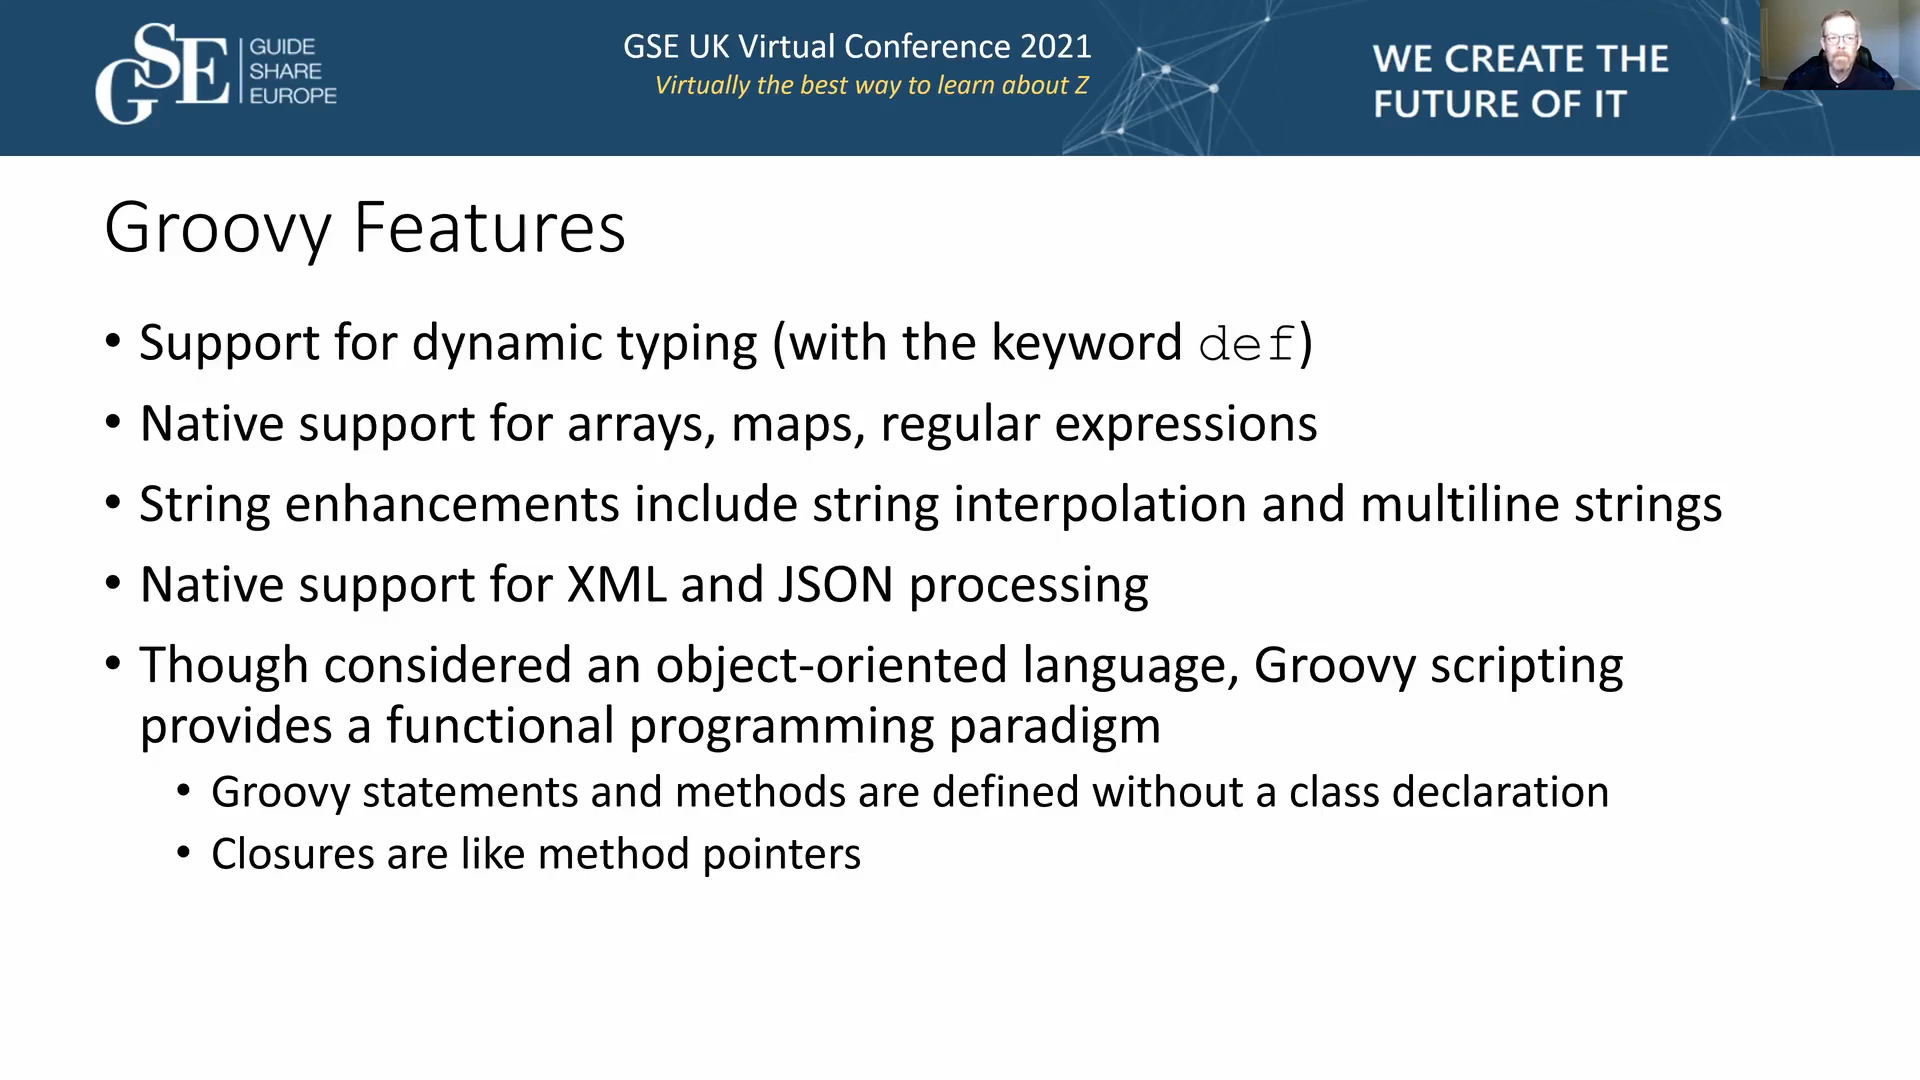 GSE
GUIDE
SHARE
EUROPE
GSE UK Virtual Conference 2021
Virtually the best way to learn about Z
WE CREATE THE
FUTURE OF IT
Groovy Features
• Support for dynamic typing (with the keyword def)
• Native support for arrays, maps, regular expressions
• String enhancements include string interpolation and multiline strings
• Native support for XML and JSON processing
• Though considered an object-oriented language, Groovy scripting
provides a functional programming paradigm
• Groovy statements and methods are defined without a class declaration
• Closures are like method pointers